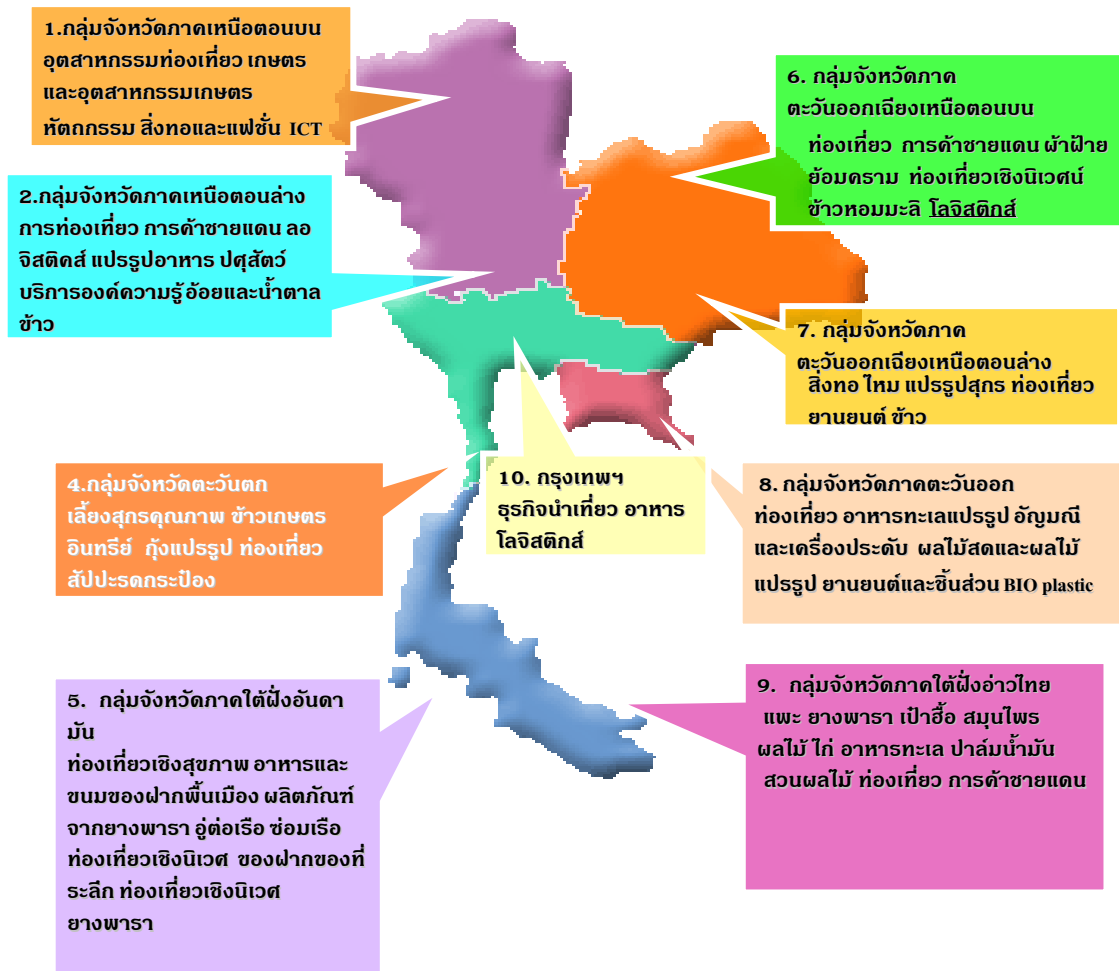 1.กลุ่มจังหวัดภาคเหนือตอนบน
อุตสาหกรรมท่องเที่ยว เกษตร
และอุตสาหกรรมเกษตร
หัตถกรรม สิ่งทอและแฟชั่น ICT
2.กลุ่มจังหวัดภาคเหนือตอนล่าง
การท่องเที่ยว การค้าชายแดน ลอ
จิสติคส์ แปรรูปอาหาร ปศุสัตว์
บริการองค์ความรู้ อ้อยและน้ำตาล
ข้าว
4.กลุ่มจังหวัดตะวันตก
เลี้ยงสุกรคุณภาพ ข้าวเกษตร
อินทรีย์ กุ้งแปรรูป ท่องเที่ยว
สัปปะรดกระป๋อง
5. กลุ่มจังหวัดภาคใต้ฝั่งอันดา
มัน
ท่องเที่ยวเชิงสุขภาพ อาหารและ
ขนมของฝากพื้นเมือง ผลิตภัณฑ์
จากยางพารา อู่ต่อเรือ ซ่อมเรือ
ท่องเที่ยวเชิงนิเวศ ของฝากของที่
ระลึก ท่องเที่ยวเชิงนิเวศ
ยางพารา
10. กรุงเทพฯ
ธุรกิจนำเที่ยว อาหาร
โลจิสติกส์
6. กลุ่มจังหวัดภาค
ตะวันออกเฉียงเหนือตอนบน
ท่องเที่ยว การค้าชายแดน ผ้าฝ้าย
ย้อมคราม ท่องเที่ยวเชิงนิเวศน์
ข้าวหอมมะลิ โลจิสติกส์
7. กลุ่มจังหวัดภาค
ตะวันออกเฉียงเหนือตอนล่าง
สิ่งทอ ไหม แปรรูปสุกร ท่องเที่ยว
ยานยนต์ ข้าว
8. กลุ่มจังหวัดภาคตะวันออก
ท่องเที่ยว อาหารทะเลแปรรูป อัญมณี
และเครื่องประดับ ผลไม้สดและผลไม้
แปรรูป ยานยนต์และชิ้นส่วน BIO plastic
9. กลุ่มจังหวัดภาคใต้ฝั่งอ่าวไทย
แพะ ยางพารา เป๋าฮื้อ สมุนไพร
ผลไม้ ไก่ อาหารทะเล ปาล์มน้ำมัน
สวนผลไม้ ท่องเที่ยว การค้าชายแดน